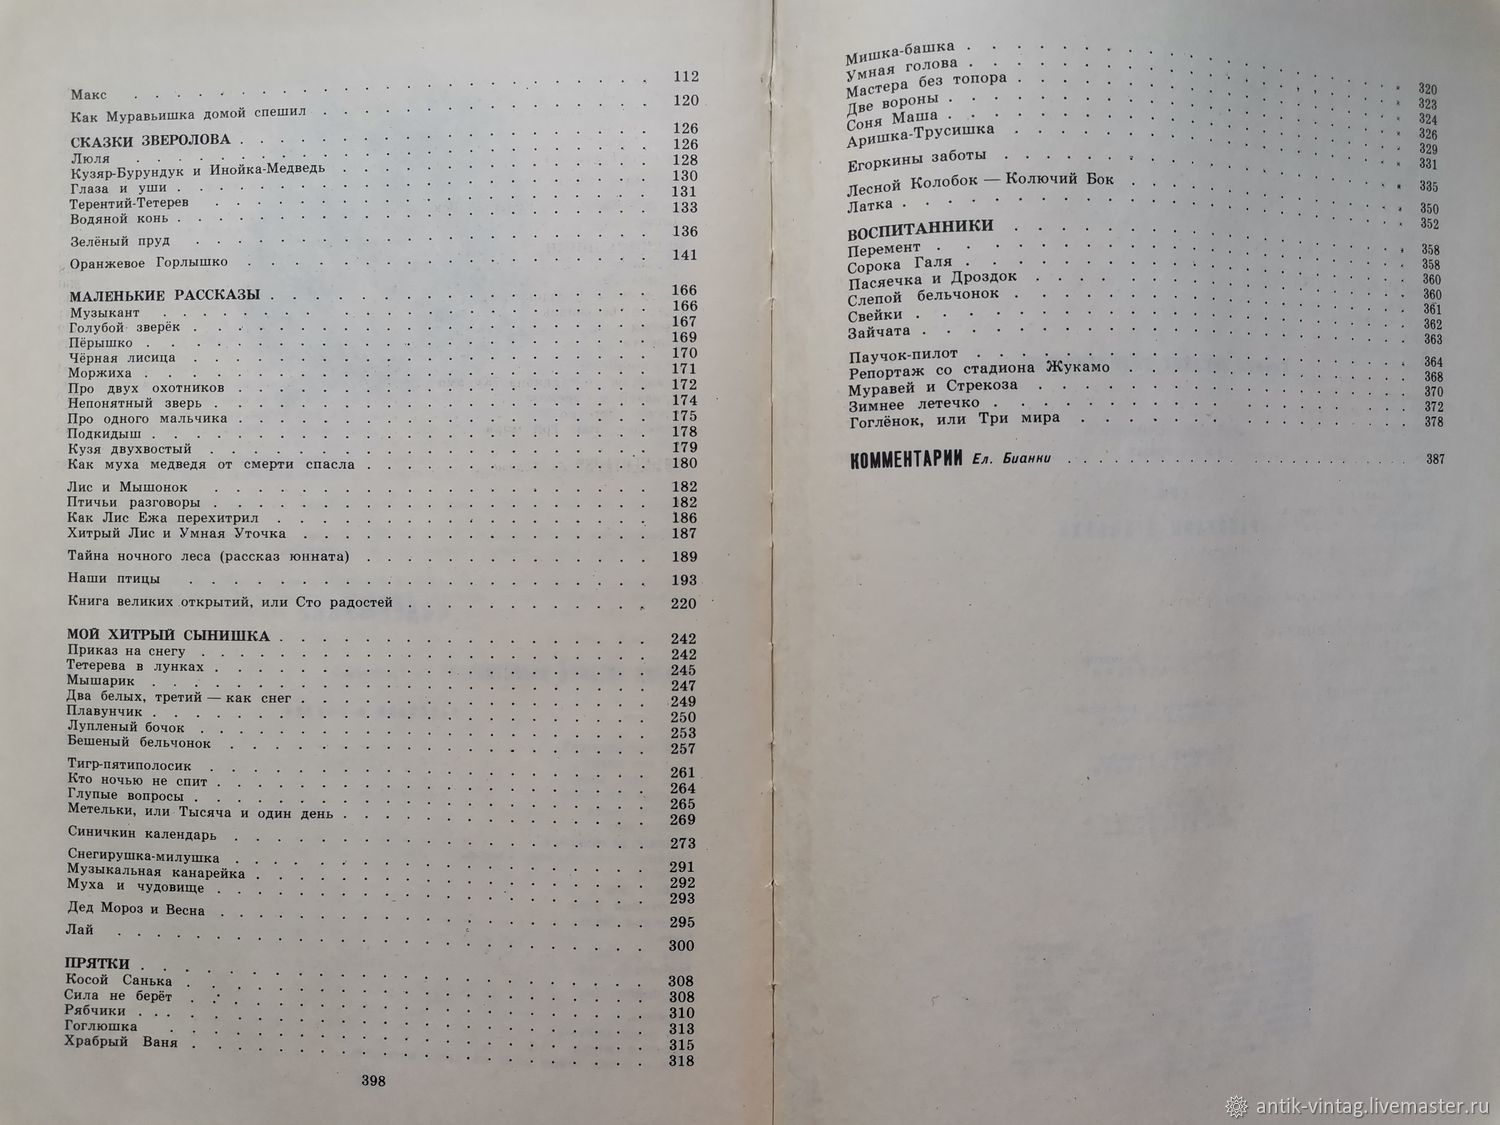 Макс . . . 112
Как Муравьишка домой спешил . . . 120
СКАЗКИ ЗВЕРОЛОВА . . . 126
Люля . . . 126
Кузяр-Бурундук и Инойка-Медведь . . . 128
Глаза и уши . . . 130
Терентий-Тетерев . . . 131
Водяной конь . . . 133
Зелёный пруд . . . 136
Оранжевое Горлышко . . . 141
МАЛЕНЬКИЕ РАССКАЗЫ . . . 166
Музыкант . . . 166
Голубой зверёк . . . 167
Пёрышко . . . 169
Чёрная лисица . . . 170
Моржиха . . . 171
Про двух охотников . . . 172
Непонятный зверь . . . 174
Про одного мальчика . . . 175
Подкидыш . . . 178
Кузя двухвостый . . . 179
Как муха медведя от смерти спасла . . . 180
Лис и Мышонок . . . 182
Птичьи разговоры . . . 182
Как Лис Ежа перехитрил . . . 186
Хитрый Лис и Умная Уточка . . . 187
Тайна ночного леса (рассказ юнната) . . . 189
Наши птицы . . . 193
Книга великих открытий, или Сто радостей . . . 220
МОЙ ХИТРЫЙ СЫНИШКА . . . 242
Приказ на снегу . . . 242
Тетерева в лунках . . . 245
Мышарик . . . 247
Два белых, третий — как снег . . . 249
Плавунчик . . . 250
Лупленый бочок . . . 253
Бешеный бельчонок . . . 257
Тигр-пятиполосик . . . 261
Кто ночью не спит . . . 264
Глупые вопросы . . . 265
Метельки, или Тысяча и один день . . . 269
Синичкин календарь . . . 273
Снегирушка-милушка . . . 291
Музыкальная канарейка . . . 292
Муха и чудовище . . . 293
Дед Мороз и Весна . . . 295
Лай . . . 300
ПРЯТКИ . . . 308
Косой Санька . . . 308
Сила не берёт . . . 310
Рябчики . . . 313
Гоглюшка . . . 315
Храбрый Ваня . . . 318
398
Мишка-башка . . . 320
Умная голова . . . 323
Мастера без топора . . . 324
Две вороны . . . 326
Соня Маша . . . 329
Аришка-Трусишка . . . 331
Егоркины заботы . . . 335
Лесной Колобок — Колючий Бок . . . 350
Латка . . . 352
ВОСПИТАННИКИ . . . 358
Перемент . . . 358
Сорока Галя . . . 360
Пасяечка и Дроздок . . . 360
Слепой бельчонок . . . 361
Свейки . . . 362
Зайчата . . . 363
Паучок-пилот . . . 364
Репортаж со стадиона Жукамо . . . 368
Муравей и Стрекоза . . . 370
Зимнее летечко . . . 372
Гоглёнок, или Три мира . . . 378
КОММЕНТАРИИ Ел. Бианки . . . 387
antik-vintag.livemaster.ru